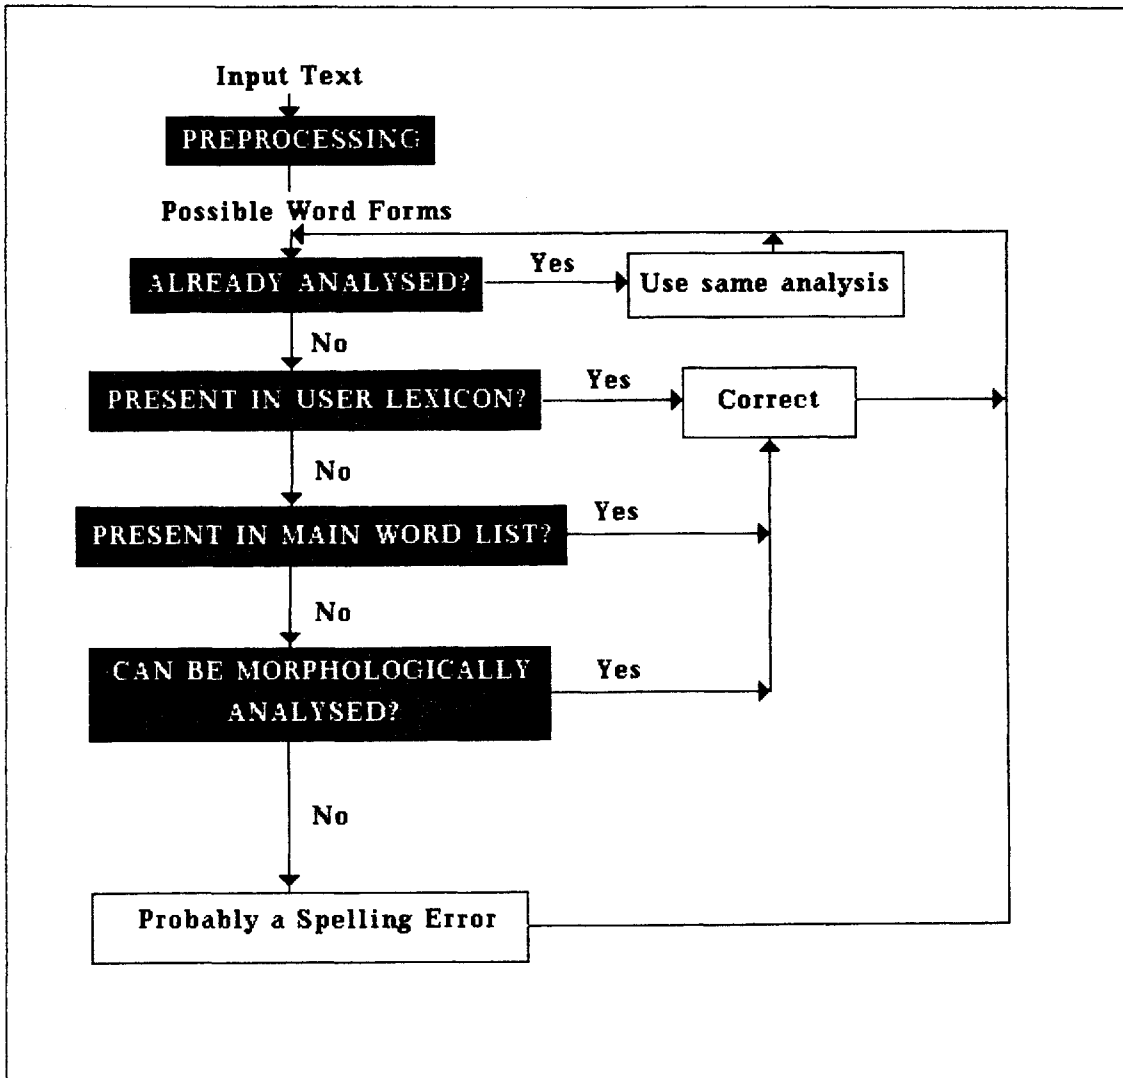 Input Text
PREPROCESSING
Possible Word Forms
ALREADY ANALYSED?
Yes
Use same analysis
No
PRESENT IN USER LEXICON?
Yes
Correct
No
PRESENT IN MAIN WORD LIST?
Yes
No
CAN BE MORPHOLOGICALLY
ANALYSED?
Yes
No
Probably a Spelling Error